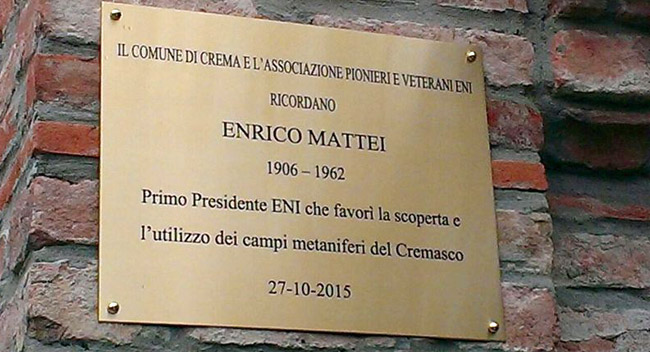 IL COMUNE DI CREMA E L'ASSOCIAZIONE PIONIERI E VETERANI ENI
RICORDANO
ENRICO MATTEI
1906 – 1962
Primo Presidente ENI che favorì la scoperta e
l'utilizzo dei campi metaniferi del Cremasco
27-10-2015